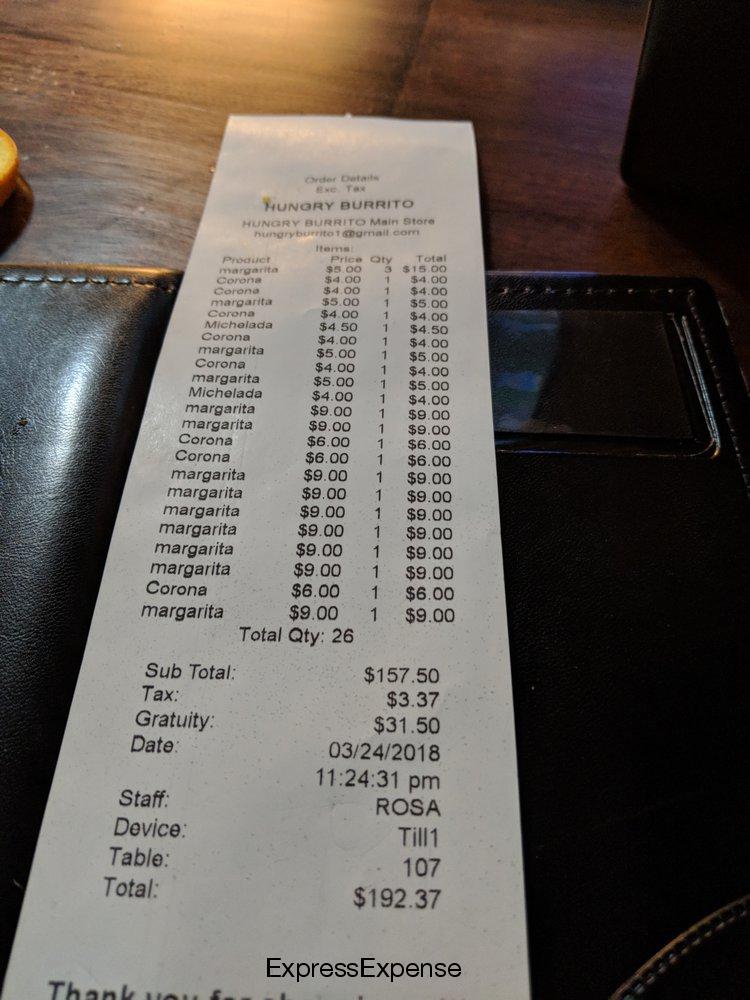 Order Details
Exc. Tax
HUNGRY BURRITO
HUNGRY BURRITO Main Store
hungryburrito1@gmail.com
Items:
Product Price Qty Total
margarita $5.00 3 $15.00
Corona $4.00 1 $4.00
Corona $4.00 1 $4.00
margarita $5.00 1 $5.00
Corona $4.00 1 $4.00
Michelada $4.50 1 $4.50
Corona $4.00 1 $4.00
margarita $5.00 1 $5.00
Corona $4.00 1 $4.00
margarita $5.00 1 $5.00
Michelada $4.00 1 $4.00
margarita $9.00 1 $9.00
margarita $9.00 1 $9.00
Corona $6.00 1 $6.00
Corona $6.00 1 $6.00
margarita $9.00 1 $9.00
margarita $9.00 1 $9.00
margarita $9.00 1 $9.00
margarita $9.00 1 $9.00
margarita $9.00 1 $9.00
margarita $9.00 1 $9.00
Corona $6.00 1 $6.00
margarita $9.00 1 $9.00
Total Qty: 26
Sub Total: $157.50
Tax: $3.37
Gratuity: $31.50
Date: 03/24/2018
11:24:31 pm
Staff: ROSA
Device: Till1
Table: 107
Total: $192.37
ExpressExpense
Thank you for